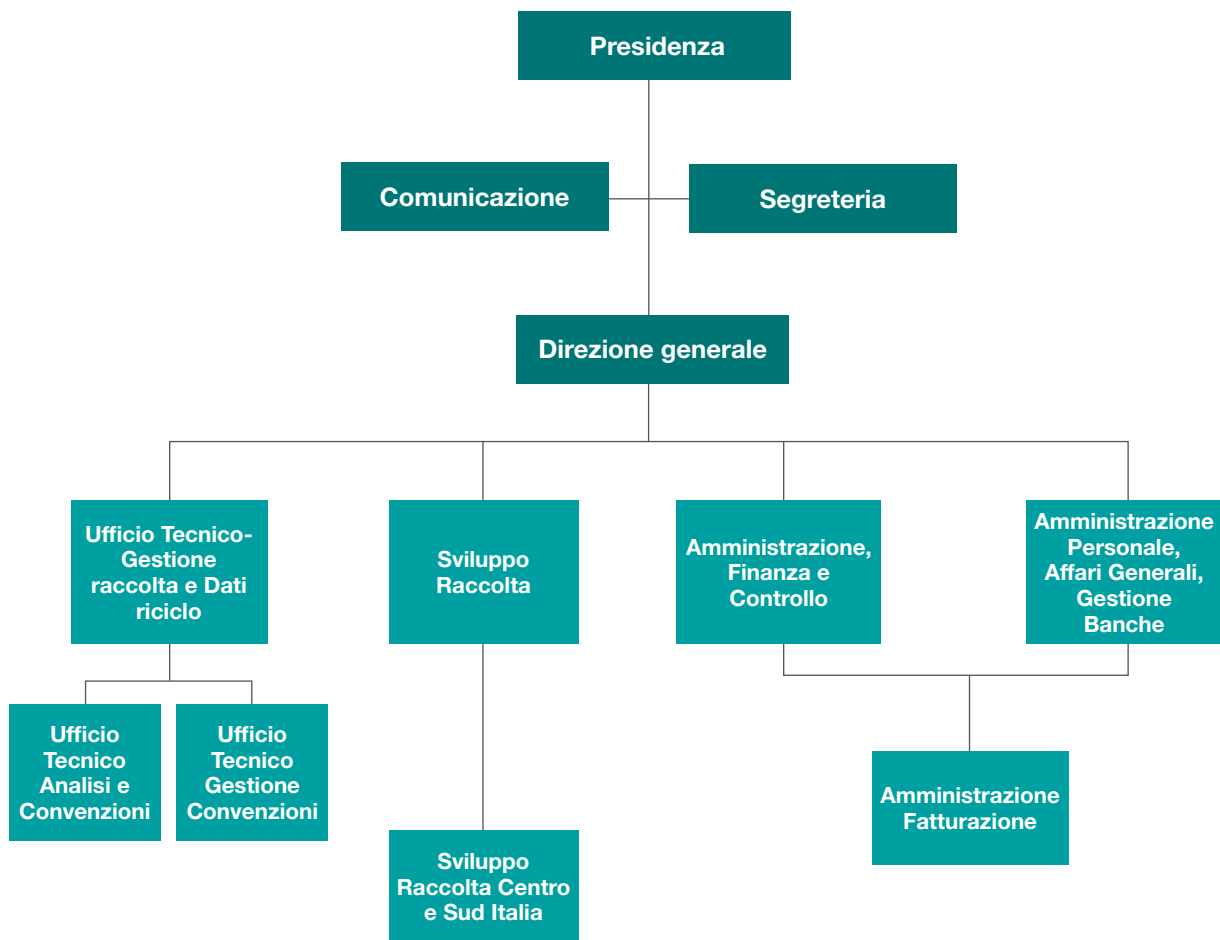 Presidenza
Comunicazione
Segreteria
Direzione generale
Ufficio Tecnico-
Gestione
raccolta e Dati
riciclo
Sviluppo
Raccolta
Amministrazione,
Finanza e
Controllo
Amministrazione
Personale,
Affari Generali,
Gestione
Banche
Ufficio
Tecnico
Analisi e
Convenzioni
Ufficio
Tecnico
Gestione
Convenzioni
Amministrazione
Fatturazione
Sviluppo
Raccolta Centro
e Sud Italia